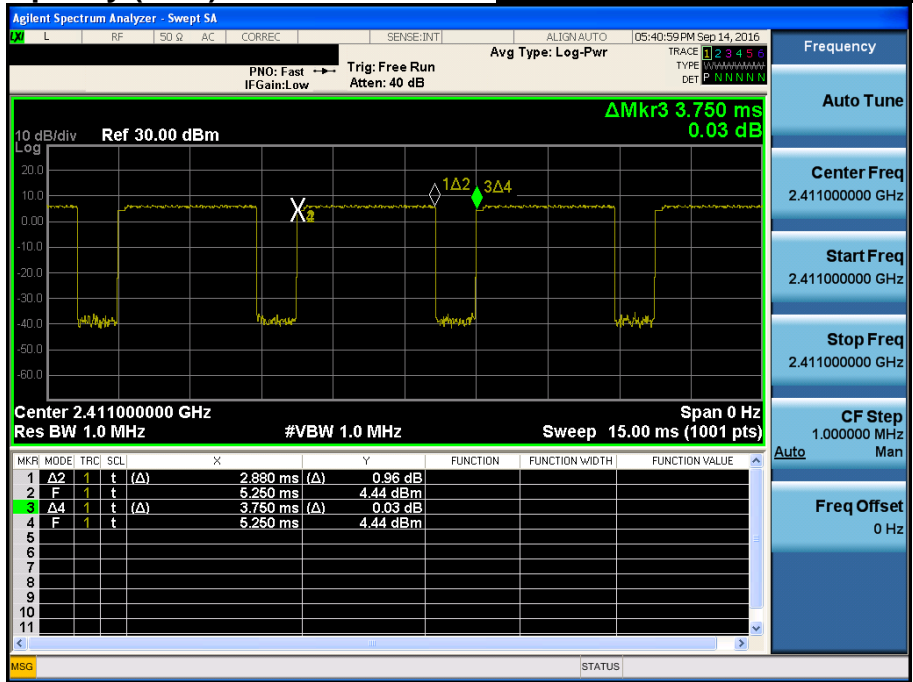 Agilent Spectrum Analyzer - Swept SA
LXI L RF 50 Ω AC CORREC SENSE:INT ALIGN AUTO 05:40:59 PM Sep 14, 2016
Avg Type: Log-Pwr
TRACE 1 2 3 4 5 6
PNO: Fast Trig: Free Run TYPE
IFGain:Low Atten: 40 dB DET P N N N N N
ΔMkr3 3.750 ms
10 dB/div Ref 30.00 dBm 0.03 dB
Log
20.0
10.0
0.00
-10.0
-20.0
-30.0
-40.0
-50.0
-60.0
1Δ2
3Δ4
Center 2.411000000 GHz Span 0 Hz
Res BW 1.0 MHz #VBW 1.0 MHz Sweep 15.00 ms (1001 pts)
MKR MODE TRC SCL X Y FUNCTION FUNCTION WIDTH FUNCTION VALUE
1 Δ2 1 t (Δ) 2.880 ms (Δ) 0.96 dB
2 F 1 t 5.250 ms 4.44 dBm
3 Δ4 1 t (Δ) 3.750 ms (Δ) 0.03 dB
4 F 1 t 5.250 ms 4.44 dBm
5
6
7
8
9
10
11
MSG STATUS
Frequency
Auto Tune
Center Freq
2.411000000 GHz
Start Freq
2.411000000 GHz
Stop Freq
2.411000000 GHz
CF Step
1.000000 MHz
Auto Man
Freq Offset
0 Hz